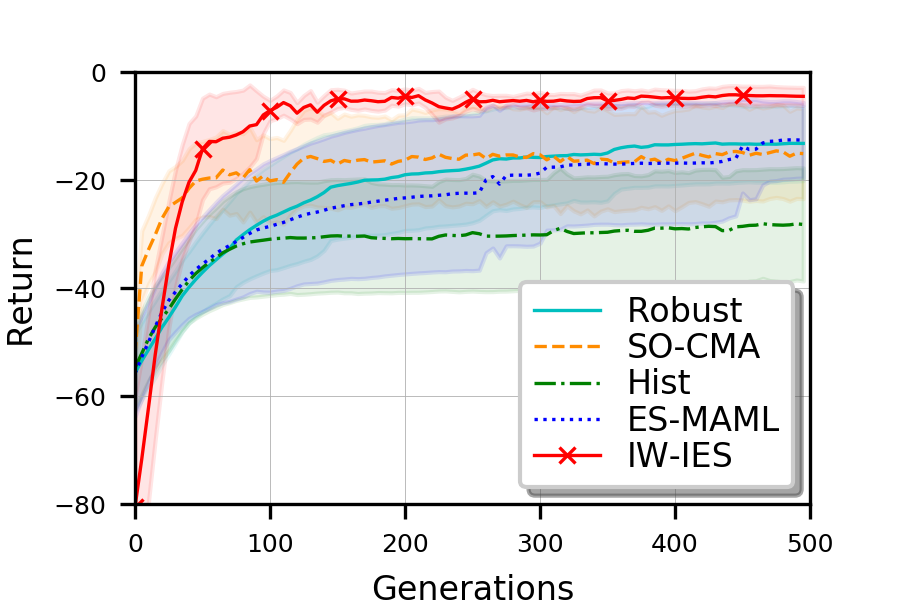 0
−20
−40
−60
−80
Return
0 100 200 300 400 500
Generations
Robust
SO-CMA
Hist
ES-MAML
IW-IES